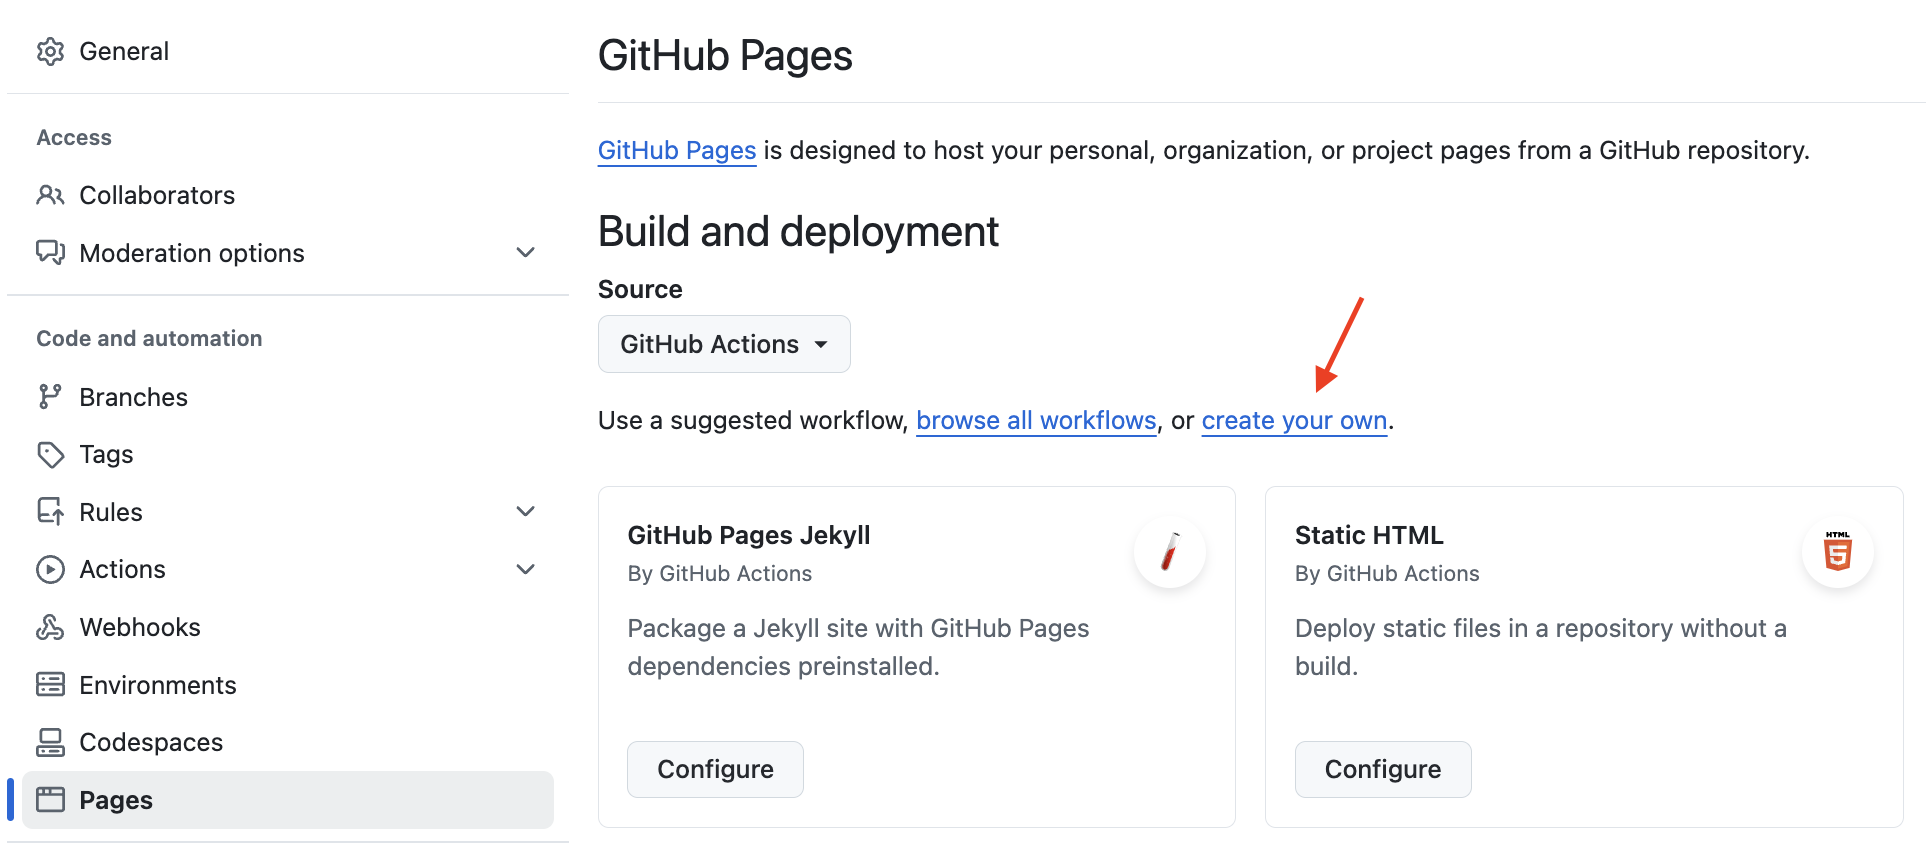 General
Access
Collaborators
Moderation options
Code and automation
Branches
Tags
Rules
Actions
Webhooks
Environments
Codespaces
Pages
GitHub Pages
GitHub Pages is designed to host your personal, organization, or project pages from a GitHub repository.
Build and deployment
Source
GitHub Actions
Use a suggested workflow, browse all workflows, or create your own.
GitHub Pages Jekyll
By GitHub Actions
Package a Jekyll site with GitHub Pages
dependencies preinstalled.
Configure
Static HTML
HTML
5
By GitHub Actions
Deploy static files in a repository without a
build.
Configure